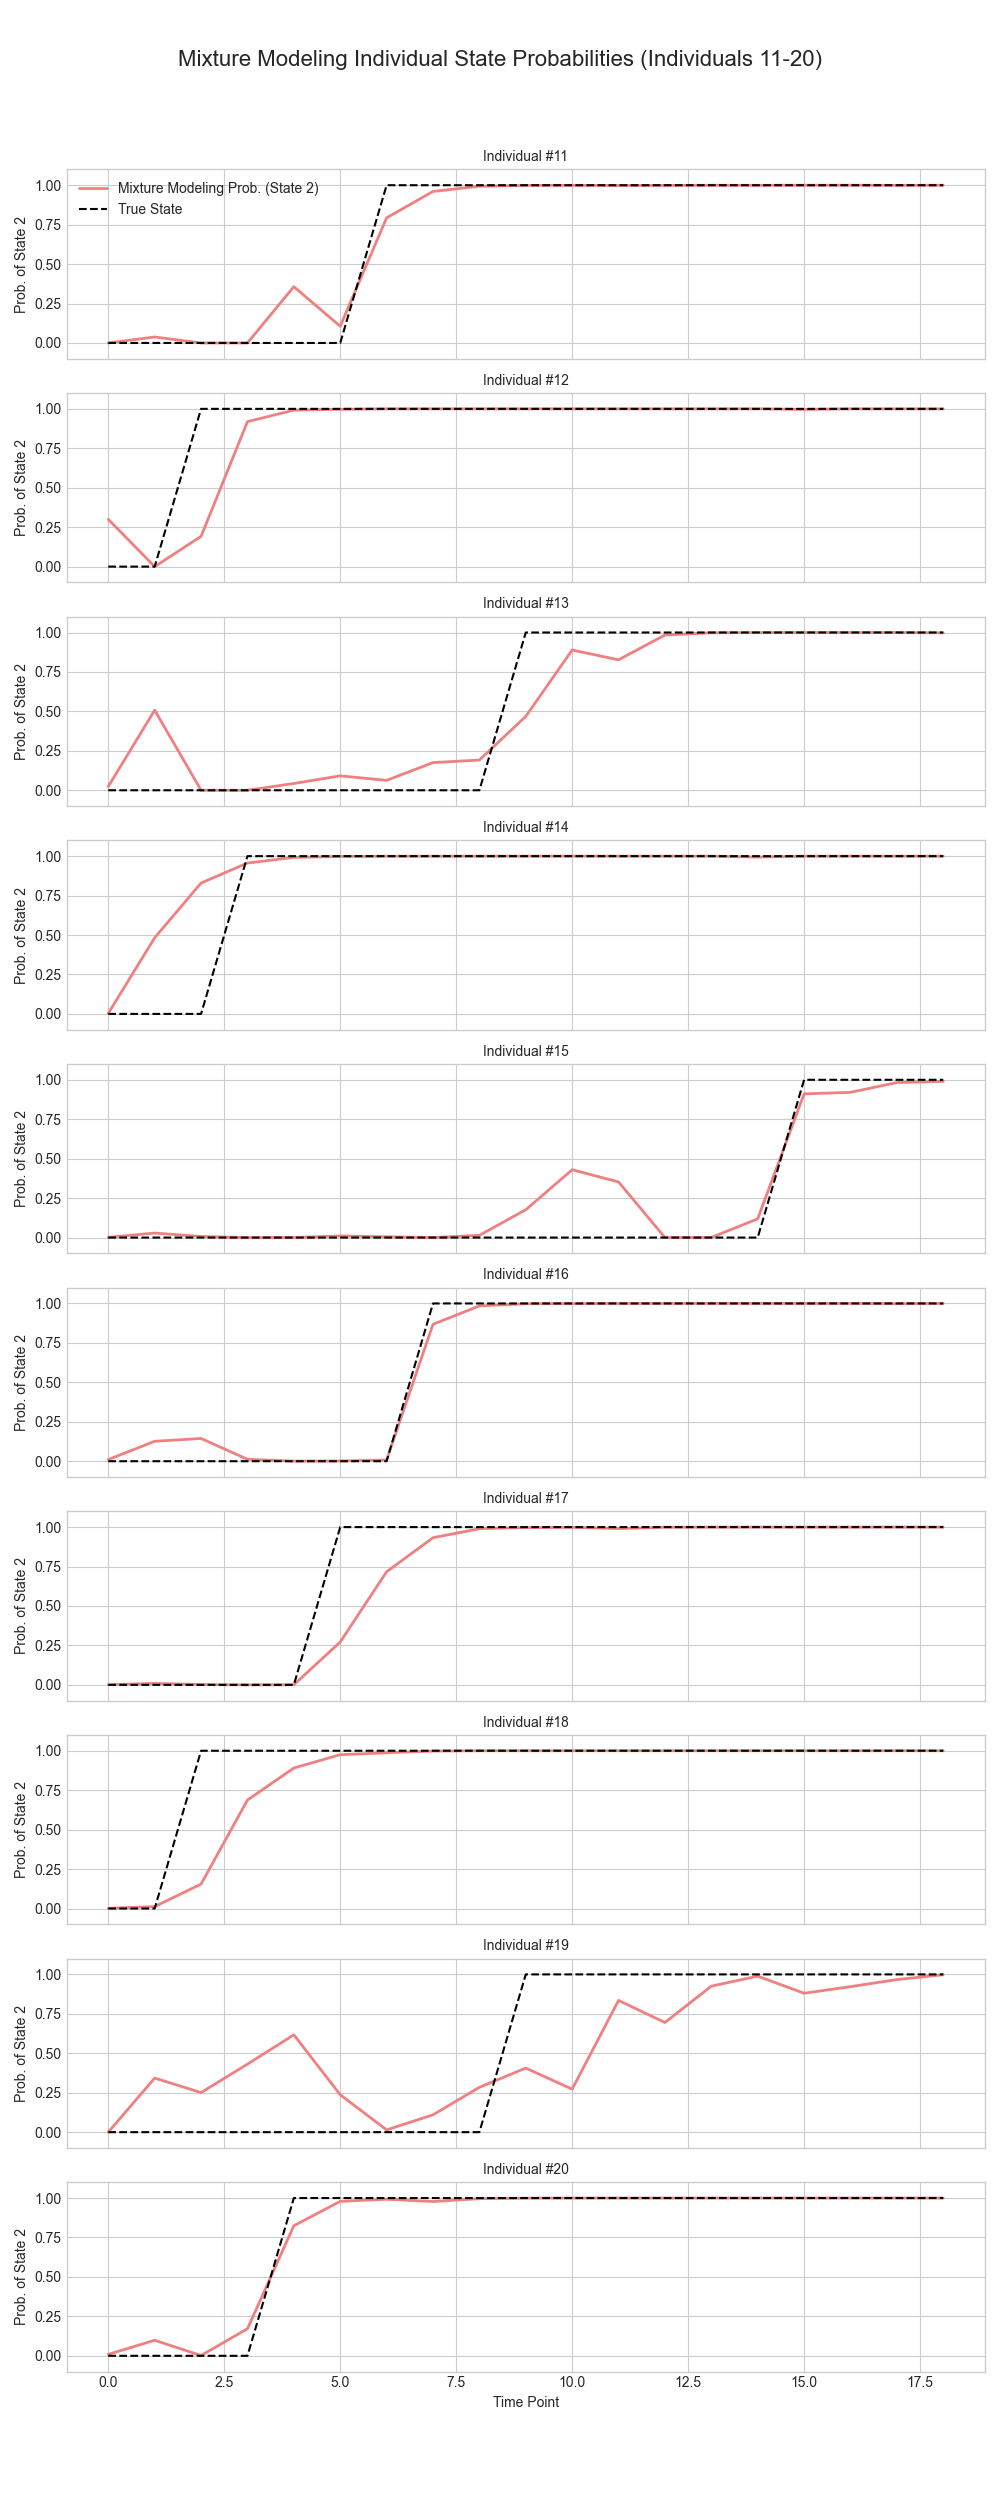 Mixture Modeling Individual State Probabilities (Individuals 11-20)
Individual #11
Mixture Modeling Prob. (State 2)
True State
1.00
0.75
0.50
0.25
0.00
Prob. of State 2
Individual #12
1.00
0.75
0.50
0.25
0.00
Prob. of State 2
Individual #13
1.00
0.75
0.50
0.25
0.00
Prob. of State 2
Individual #14
1.00
0.75
0.50
0.25
0.00
Prob. of State 2
Individual #15
1.00
0.75
0.50
0.25
0.00
Prob. of State 2
Individual #16
1.00
0.75
0.50
0.25
0.00
Prob. of State 2
Individual #17
1.00
0.75
0.50
0.25
0.00
Prob. of State 2
Individual #18
1.00
0.75
0.50
0.25
0.00
Prob. of State 2
Individual #19
1.00
0.75
0.50
0.25
0.00
Prob. of State 2
Individual #20
1.00
0.75
0.50
0.25
0.00
Prob. of State 2
0.0 2.5 5.0 7.5 10.0 12.5 15.0 17.5
Time Point